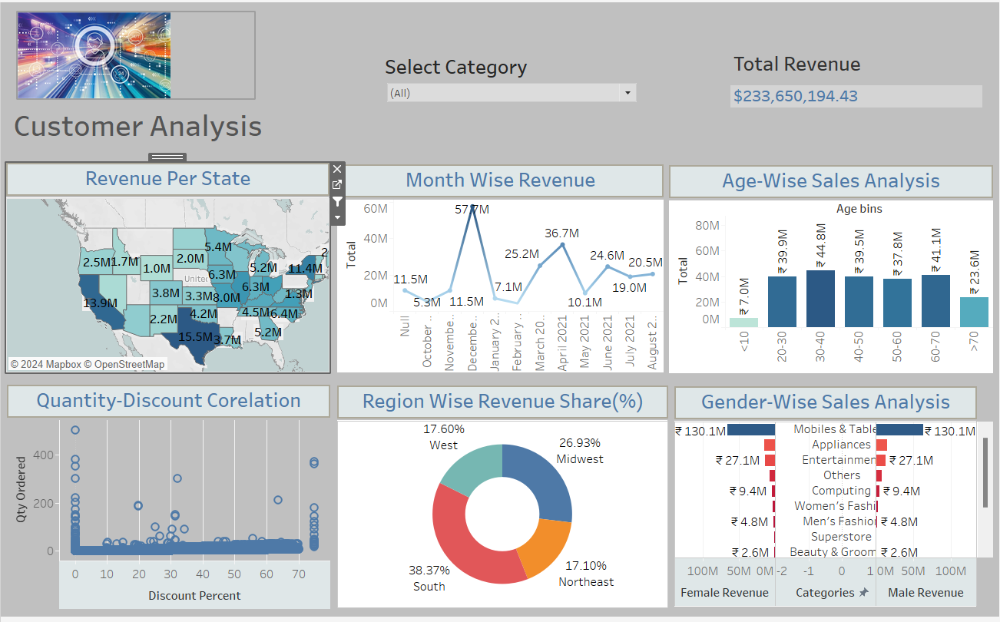 Select Category
(All)
Total Revenue
$233,650,194.43
Customer Analysis
Revenue Per State
2.5M
1.7M
1.0M
2.0M
5.4M
5.2M
11.4M
2
Unitec
6.3M
6.3M
3.8M
3.3M
8.0M
1.3M
13.9M
2.2M
4.2M
4.5M
6.4M
15.5M
3.7M
5.2M
© 2024 Mapbox © OpenStreetMap
Month Wise Revenue
Total
60M
40M
20M
0M
11.5M
5.3M
11.5M
57.7M
7.1M
25.2M
36.7M
10.1M
24.6M
19.0M
20.5M
Null
October ..
Novembe..
Decembe..
January 2..
February ..
March 20..
April 2021
May 2021
June 2021
July 2021
August 2..
Age-Wise Sales Analysis
Age bins
Total
80M
60M
40M
20M
0M
₹ 7.0M
₹ 39.9M
₹ 44.8M
₹ 39.5M
₹ 37.8M
₹ 41.1M
₹ 23.6M
<10
20-30
30-40
40-50
50-60
60-70
>70
Quantity-Discount Corelation
Qty Ordered
400
200
0
0 10 20 30 40 50 60 70
Discount Percent
Region Wise Revenue Share(%)
17.60%
West
26.93%
Midwest
38.37%
South
17.10%
Northeast
Gender-Wise Sales Analysis
₹ 130.1M Mobiles & Table ₹ 130.1M
Appliances
₹ 27.1M Entertainmen ₹ 27.1M
Others
₹ 9.4M Computing ₹ 9.4M
Women's Fashi
₹ 4.8M Men's Fashio ₹ 4.8M
Superstore
₹ 2.6M Beauty & Groom ₹ 2.6M
100M 50M 0M -2 -1 0 1 0M 50M 100M
Female Revenue Categories Male Revenue